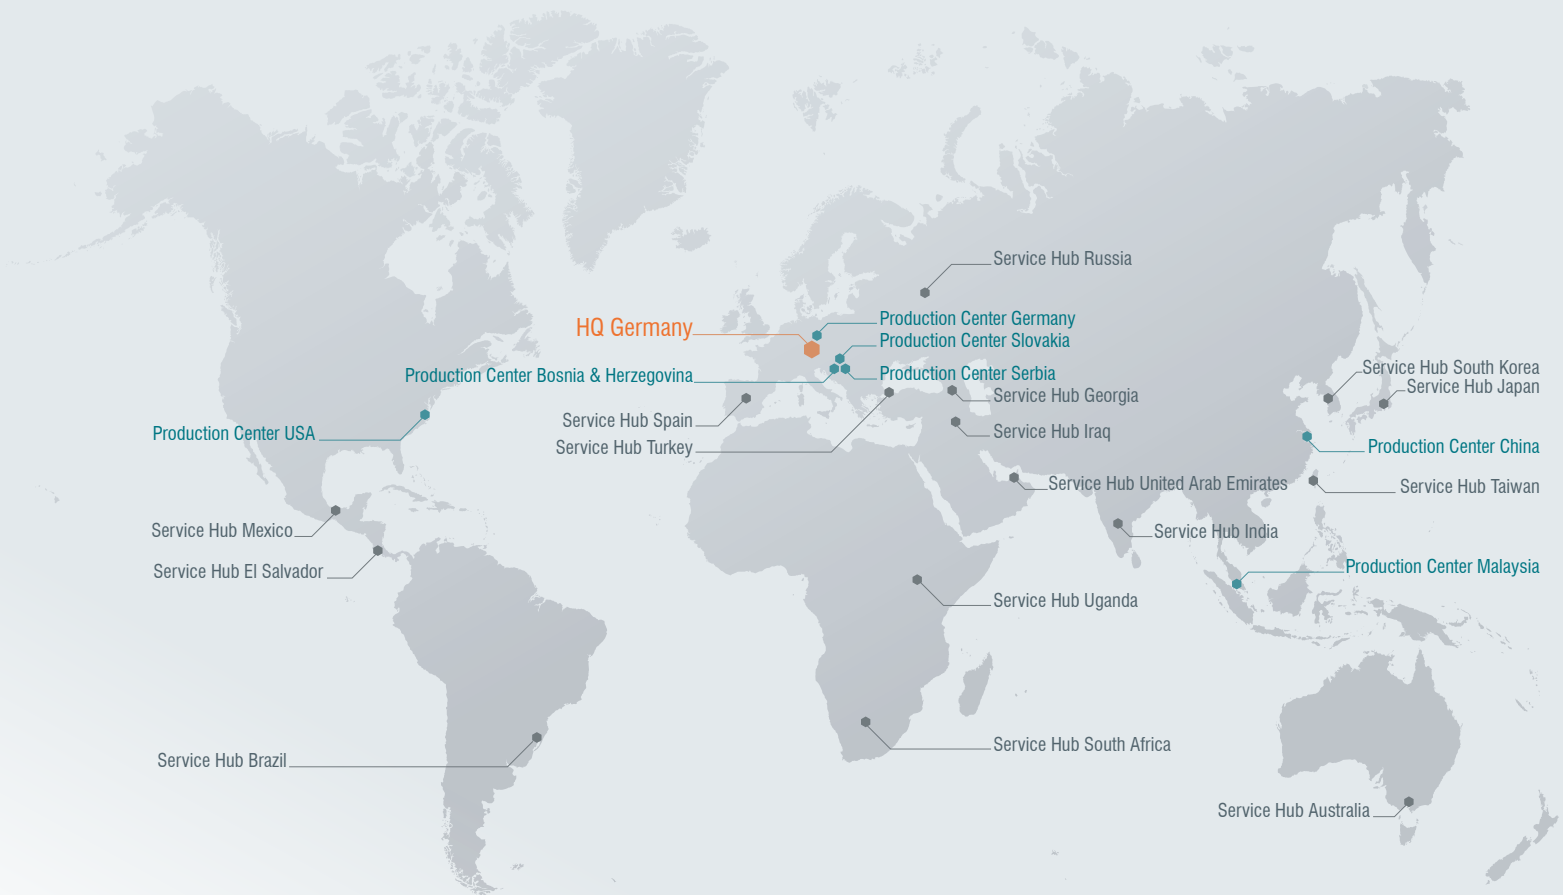 Service Hub Russia
Production Center Germany
HQ Germany
Production Center Slovakia
Service Hub South Korea
Production Center Serbia
Production Center Bosnia & Herzegovina
Service Hub Japan
Service Hub Georgia
Service Hub Spain
Service Hub Iraq
Production Center USA
Service Hub Turkey
Production Center China
Service Hub United Arab Emirates
Service Hub Taiwan
Service Hub Mexico
Service Hub India
Production Center Malaysia
Service Hub El Salvador
Service Hub Uganda
Service Hub South Africa
Service Hub Brazil
Service Hub Australia